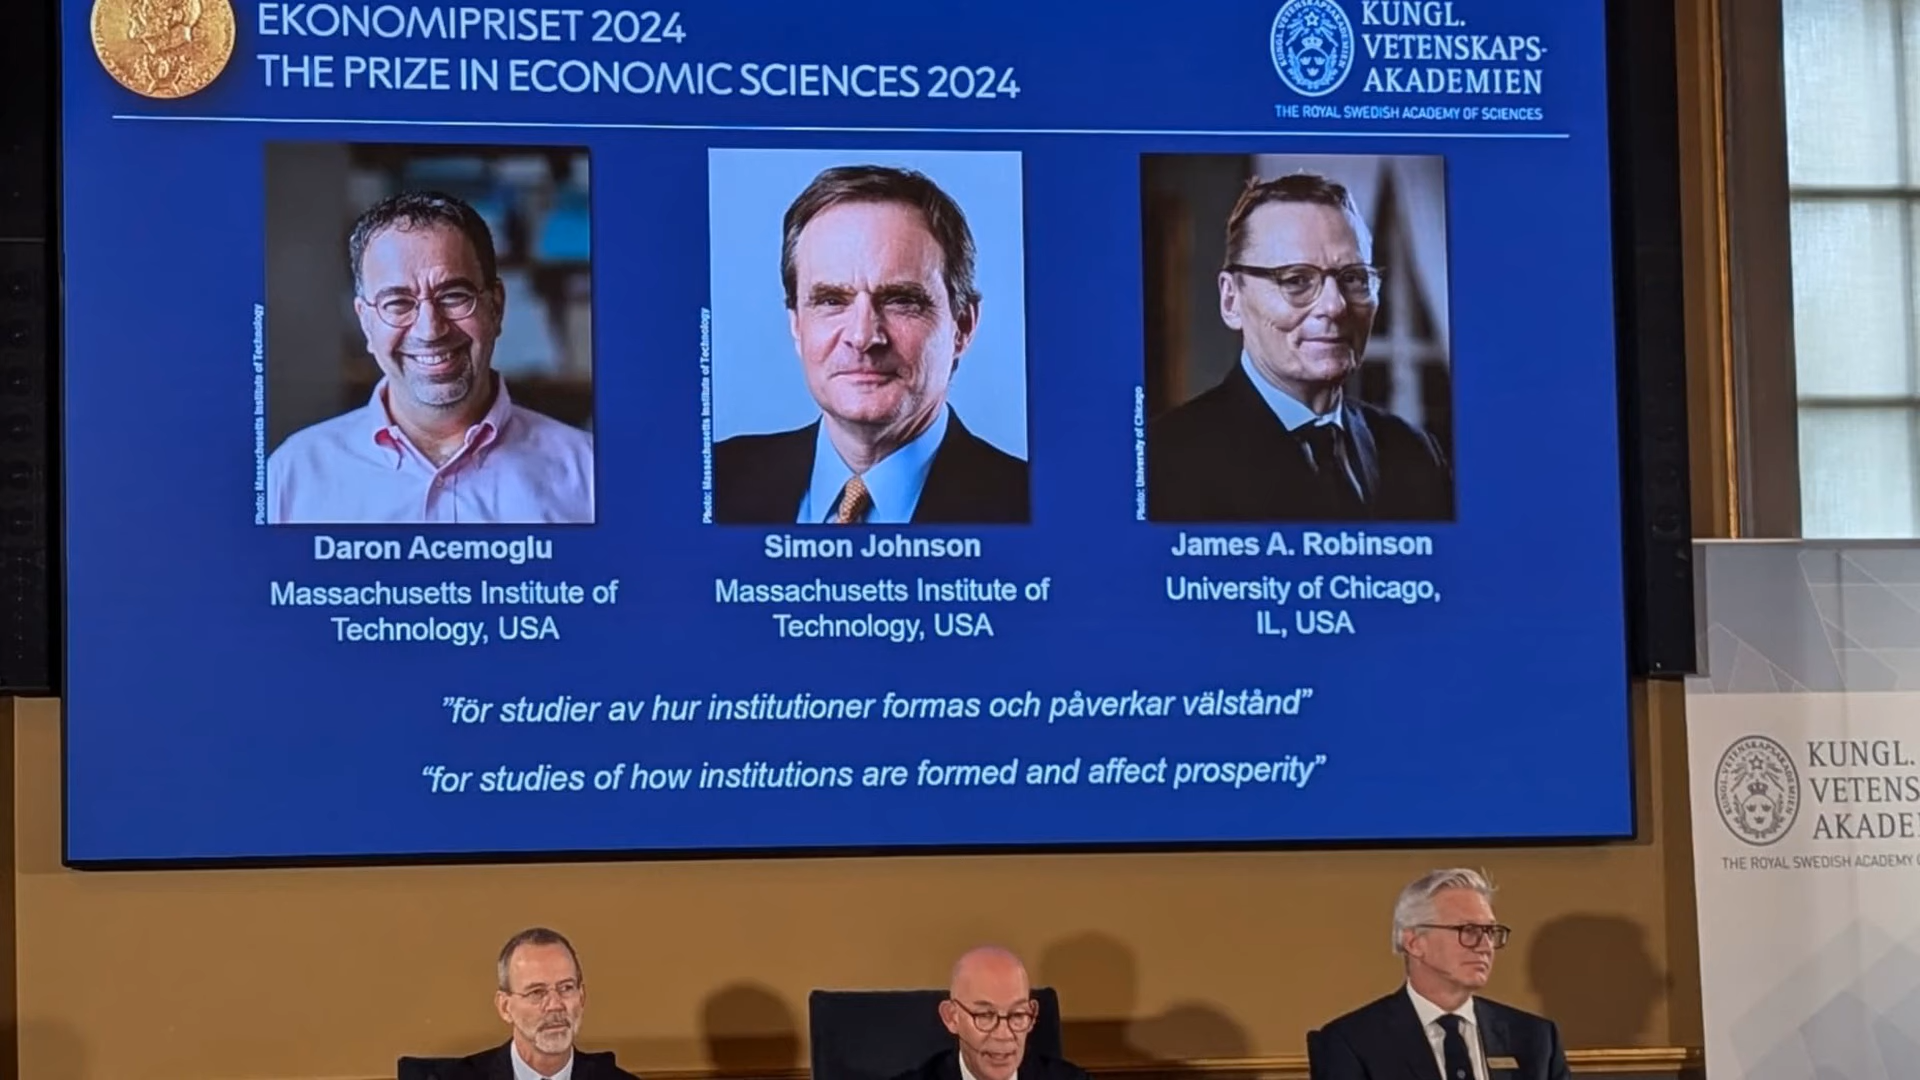 EKONOMIPRISET 2024
THE PRIZE IN ECONOMIC SCIENCES 2024
KUNGL.
VETENSKAPS-
AKADEMIEN
THE ROYAL SWEDISH ACADEMY OF SCIENCES
Photo: Massachusetts Institute of Technology
Photo: Massachusetts Institute of Technology
Photo: University of Chicago
Daron Acemoglu
Massachusetts Institute of
Technology, USA
Simon Johnson
Massachusetts Institute of
Technology, USA
James A. Robinson
University of Chicago,
IL, USA
”för studier av hur institutioner formas och påverkar välstånd”
“for studies of how institutions are formed and affect prosperity”
KUNGL.
VETENS
AKADE
THE ROYAL SWEDISH ACADEMY